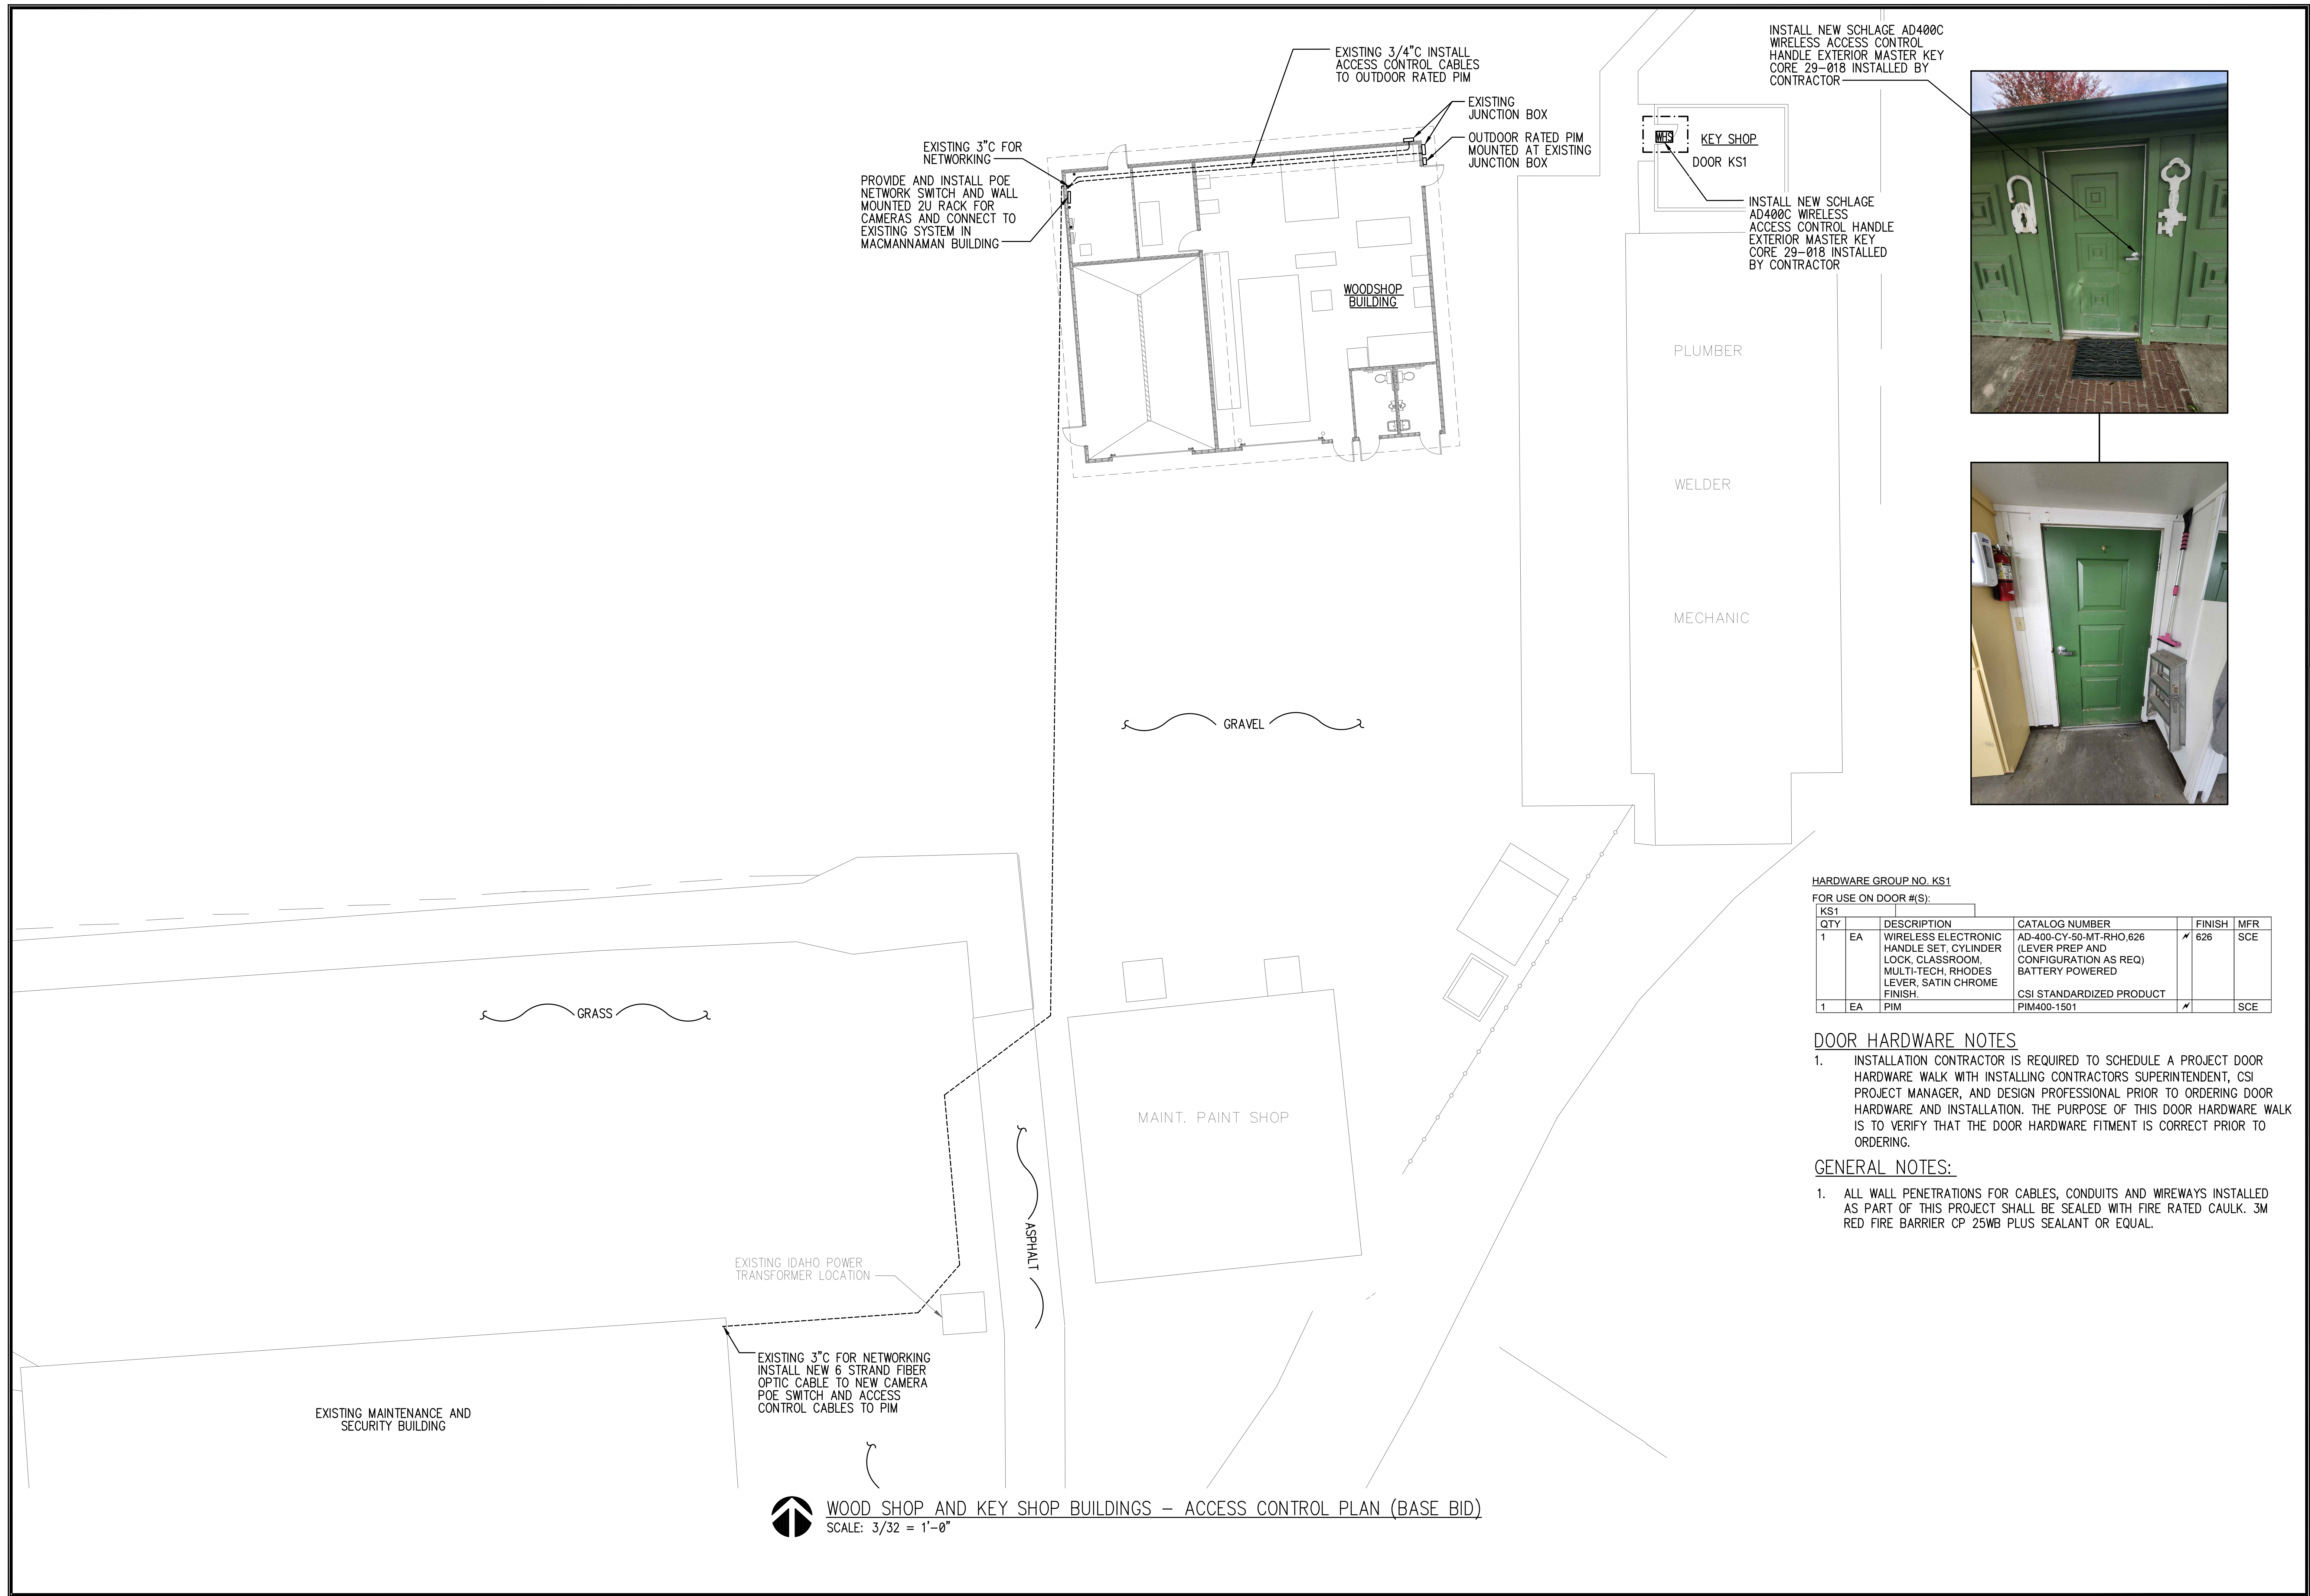 EXISTING 3/4"C INSTALL
ACCESS CONTROL CABLES
TO OUTDOOR RATED PIM
EXISTING
JUNCTION BOX
OUTDOOR RATED PIM
MOUNTED AT EXISTING
JUNCTION BOX
EXISTING 3"C FOR
NETWORKING
PROVIDE AND INSTALL POE
NETWORK SWITCH AND WALL
MOUNTED 2U RACK FOR
CAMERAS AND CONNECT TO
EXISTING SYSTEM IN
MACMANNAMAN BUILDING
WOODSHOP
BUILDING
INSTALL NEW SCHLAGE AD400C
WIRELESS ACCESS CONTROL
HANDLE EXTERIOR MASTER KEY
CORE 29-018 INSTALLED BY
CONTRACTOR
WHS
KEY SHOP
DOOR KS1
INSTALL NEW SCHLAGE
AD400C WIRELESS
ACCESS CONTROL HANDLE
EXTERIOR MASTER KEY
CORE 29-018 INSTALLED
BY CONTRACTOR
PLUMBER
WELDER
MECHANIC
GRAVEL
GRASS
ASPHALT
MAINT. PAINT SHOP
EXISTING IDAHO POWER
TRANSFORMER LOCATION
EXISTING 3"C FOR NETWORKING
INSTALL NEW 6 STRAND FIBER
OPTIC CABLE TO NEW CAMERA
POE SWITCH AND ACCESS
CONTROL CABLES TO PIM
EXISTING MAINTENANCE AND
SECURITY BUILDING
HARDWARE GROUP NO. KS1
FOR USE ON DOOR #(S):
KS1
QTY DESCRIPTION CATALOG NUMBER FINISH MFR
1 EA WIRELESS ELECTRONIC AD-400-CY-50-MT-RHO,626 626 SCE
HANDLE SET, CYLINDER (LEVER PREP AND
LOCK, CLASSROOM, CONFIGURATION AS REQ)
MULTI-TECH, RHODES BATTERY POWERED
LEVER, SATIN CHROME
FINISH. CSI STANDARDIZED PRODUCT
1 EA PIM PIM400-1501 SCE
DOOR HARDWARE NOTES
1. INSTALLATION CONTRACTOR IS REQUIRED TO SCHEDULE A PROJECT DOOR
HARDWARE WALK WITH INSTALLING CONTRACTORS SUPERINTENDENT, CSI
PROJECT MANAGER, AND DESIGN PROFESSIONAL PRIOR TO ORDERING DOOR
HARDWARE AND INSTALLATION. THE PURPOSE OF THIS DOOR HARDWARE WALK
IS TO VERIFY THAT THE DOOR HARDWARE FITMENT IS CORRECT PRIOR TO
ORDERING.
GENERAL NOTES:
1. ALL WALL PENETRATIONS FOR CABLES, CONDUITS AND WIREWAYS INSTALLED
AS PART OF THIS PROJECT SHALL BE SEALED WITH FIRE RATED CAULK. 3M
RED FIRE BARRIER CP 25WB PLUS SEALANT OR EQUAL.
WOOD SHOP AND KEY SHOP BUILDINGS - ACCESS CONTROL PLAN (BASE BID)
SCALE: 3/32 = 1'-0"